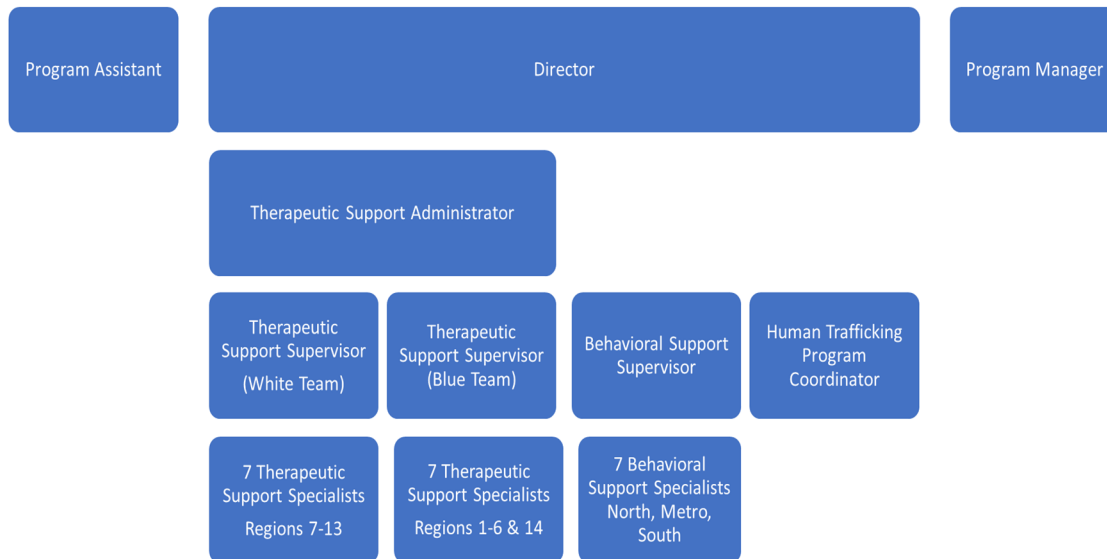 Program Assistant
Director
Program Manager
Therapeutic Support Administrator
Therapeutic
Support Supervisor
(White Team)
Therapeutic
Support Supervisor
(Blue Team)
Behavioral Support
Supervisor
Human Trafficking
Program
Coordinator
7 Therapeutic
Support Specialists
Regions 7-13
7 Therapeutic
Support Specialists
Regions 1-6 & 14
7 Behavioral
Support Specialists
North, Metro,
South